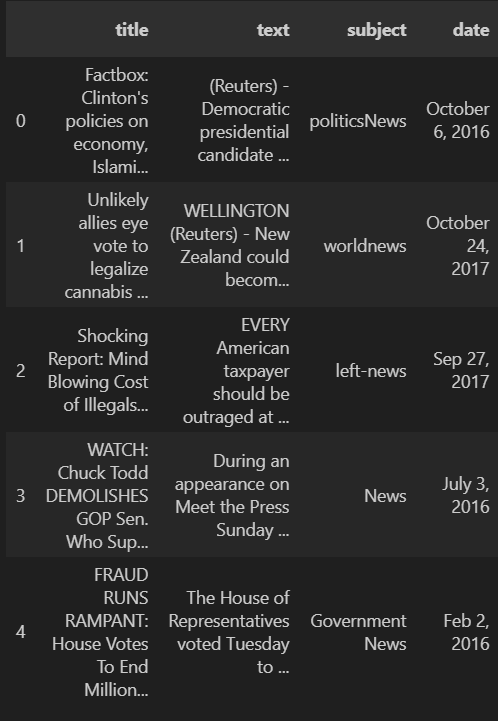 title text subject date
0
Factbox:
Clinton's
policies on
economy,
Islami...
(Reuters) -
Democratic
presidential
candidate ...
politicsNews
October
6, 2016
1
Unlikely
allies eye
vote to
legalize
cannabis ...
WELLINGTON
(Reuters) - New
Zealand could
becom...
worldnews
October
24,
2017
2
Shocking
Report: Mind
Blowing Cost
of Illegals...
EVERY
American
taxpayer
should be
outraged at ...
left-news
Sep 27,
2017
3
WATCH:
Chuck Todd
DEMOLISHES
GOP Sen.
Who Sup...
During an
appearance on
Meet the Press
Sunday ...
News
July 3,
2016
4
FRAUD
RUNS
RAMPANT:
House Votes
To End
Million...
The House of
Representatives
voted Tuesday
to ...
Government
News
Feb 2,
2016